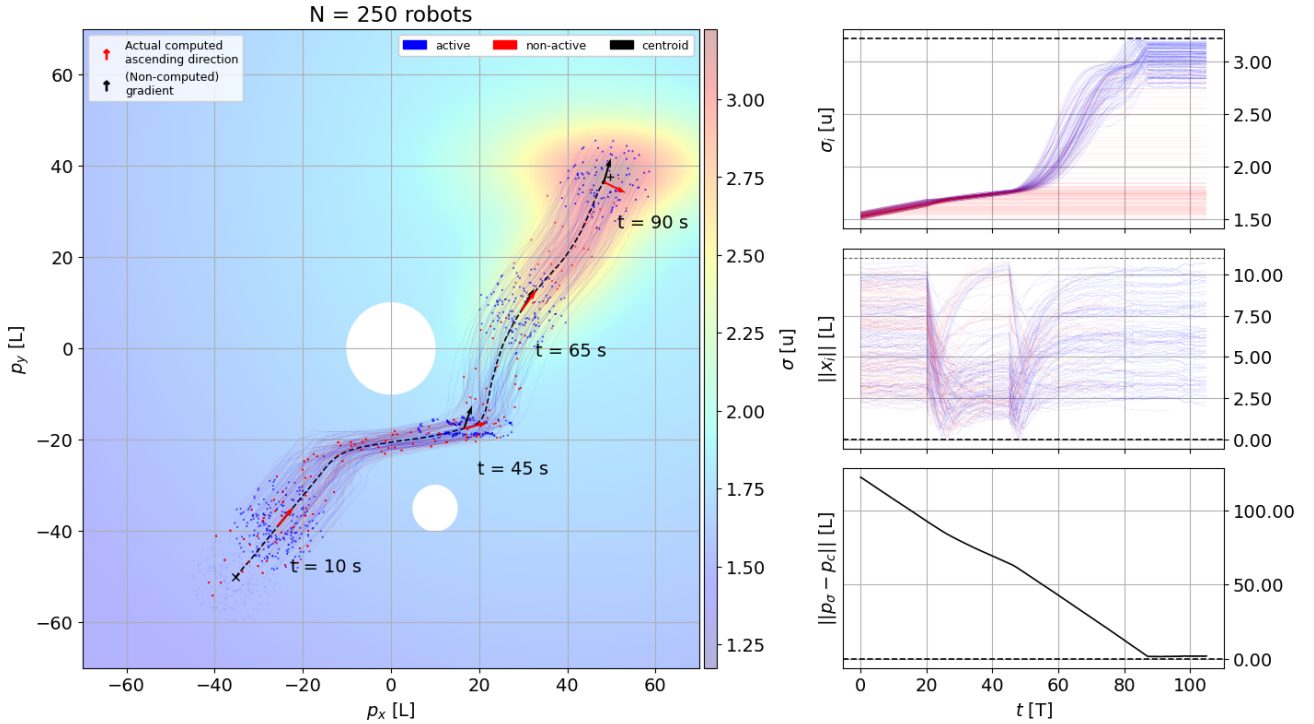 N = 250 robots
Actual computed
ascending direction
(Non-computed)
gradient
active
non-active
centroid
60
40
20
0
−20
−40
−60
p_y [L]
−60
−40
−20
0
20
40
60
p_x [L]
t = 90 s
t = 65 s
t = 45 s
t = 10 s
3.00
2.75
2.50
2.25
2.00
1.75
1.50
1.25
σ [u]
σ_i [u]
3.00
2.50
2.00
1.50
||x_i|| [L]
10.00
7.50
5.00
2.50
0.00
||p_σ − p_c|| [L]
100.00
50.00
0.00
0
20
40
60
80
100
t [T]